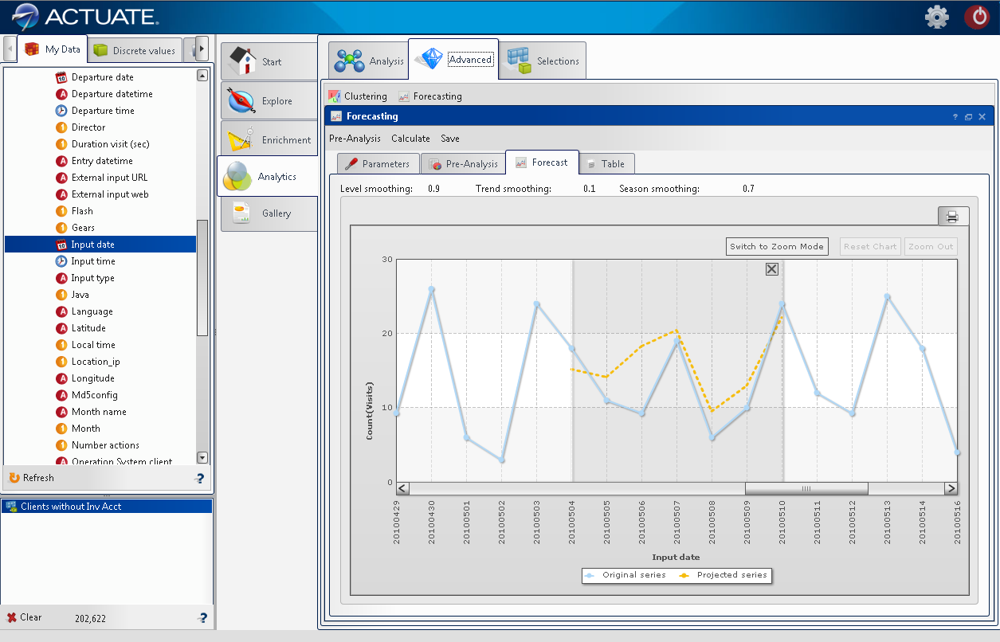 ACTUATE.
My Data
Discrete values
Departure date
Departure datetime
Departure time
Director
Duration visit (sec)
Entry datetime
External input URL
External input web
Flash
Gears
Input date
Input time
Input type
Java
Language
Latitude
Local time
Location_ip
Longitude
Md5config
Month name
Month
Number actions
Operation System client
Refresh
?
Clients without Inv Acct
Clear 202,622 ?
Start
Explore
Enrichment
Analytics
Gallery
Analysis
Advanced
Selections
Clustering Forecasting
Forecasting ?
Pre-Analysis Calculate Save
Parameters
Pre-Analysis
Forecast
Table
Level smoothing: 0.9 Trend smoothing: 0.1 Season smoothing: 0.7
Switch to Zoom Mode Reset Chart Zoom Out
30
20
10
0
Count(Visits)
20100429
20100430
20100501
20100502
20100503
20100504
20100505
20100506
20100507
20100508
20100509
20100510
20100511
20100512
20100513
20100514
20100516
Input date
Original series Projected series